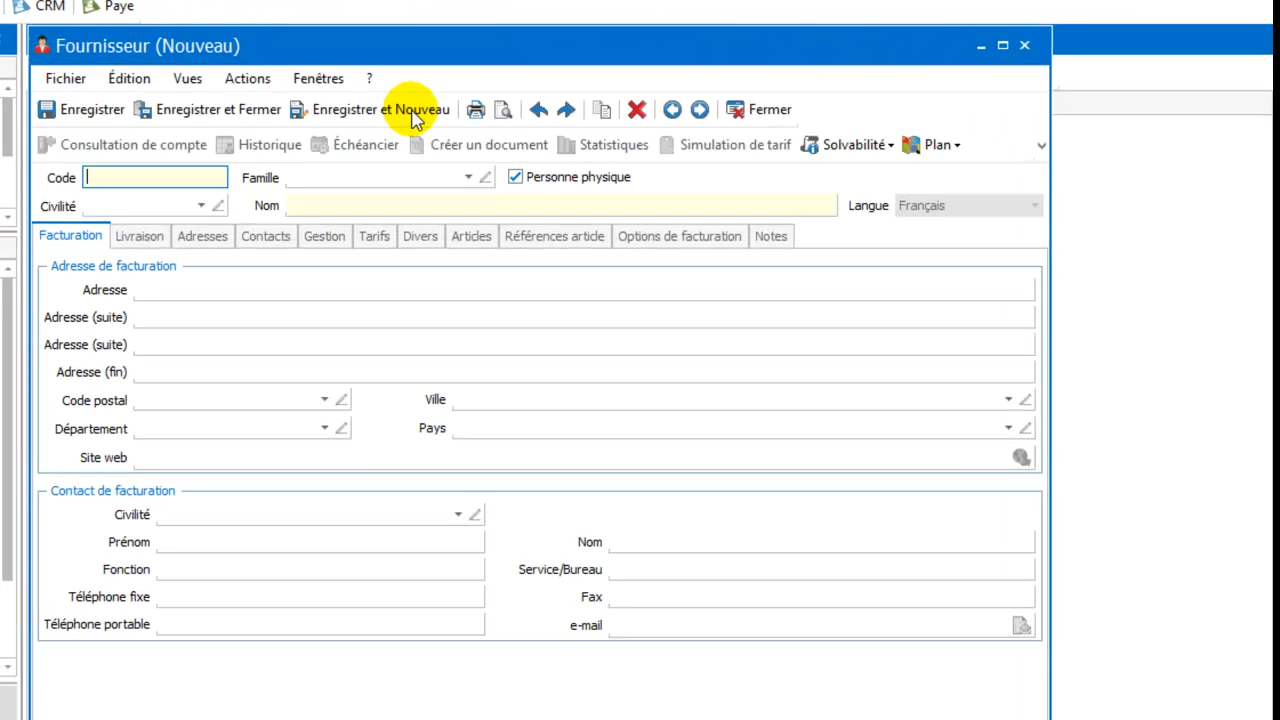 CRM Paye
Fournisseur (Nouveau)
Fichier Édition Vues Actions Fenêtres ?
Enregistrer Enregistrer et Fermer Enregistrer et Nouveau Fermer
Consultation de compte Historique Échéancier Créer un document Statistiques Simulation de tarif Solvabilité Plan
Code Famille Personne physique
Civilité Nom Langue Français
Facturation Livraison Adresses Contacts Gestion Tarifs Divers Articles Références article Options de facturation Notes
Adresse de facturation
Adresse
Adresse (suite)
Adresse (suite)
Adresse (fin)
Code postal Ville
Département Pays
Site web
Contact de facturation
Civilité
Prénom Nom
Fonction Service/Bureau
Téléphone fixe Fax
Téléphone portable e-mail